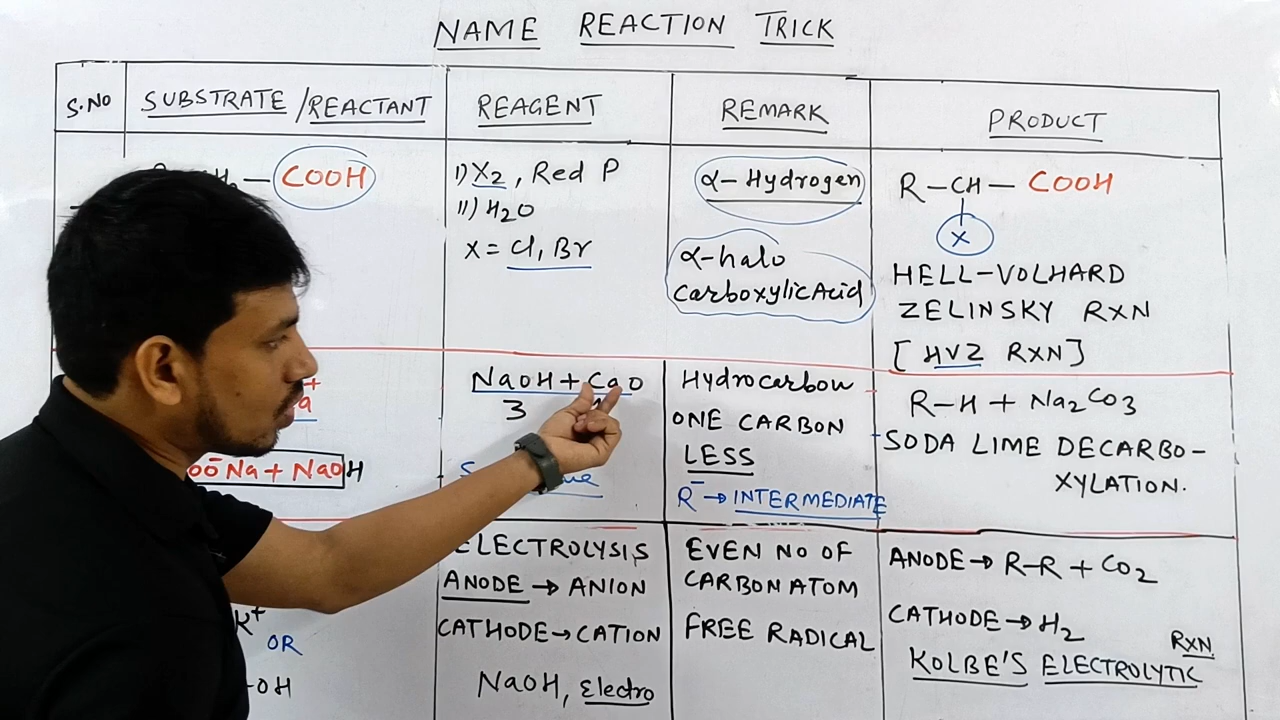 NAME REACTION TRICK
S.NO
SUBSTRATE /REACTANT
REAGENT
REMARK
PRODUCT
— COOH
I) X2, Red P
II) H2O
X = Cl, Br
α-Hydrogen
α-halo
Carboxylic Acid
R—CH— COOH
X
HELL-VOLHARD
ZELINSKY RXN
[ HVZ RXN]
NaOH + CaO
3
Hydrocarbon
ONE CARBON
LESS
R⁻ → INTERMEDIATE
R-H + Na2CO3
SODA LIME DECARBO-
XYLATION.
Na + NaOH
ELECTROLYSIS
ANODE → ANION
CATHODE → CATION
NaOH, Electro
EVEN NO OF
CARBON ATOM
FREE RADICAL
ANODE → R-R + CO2
CATHODE → H2
RXN
KOLBE'S ELECTROLYTIC
K+
OR
-OH